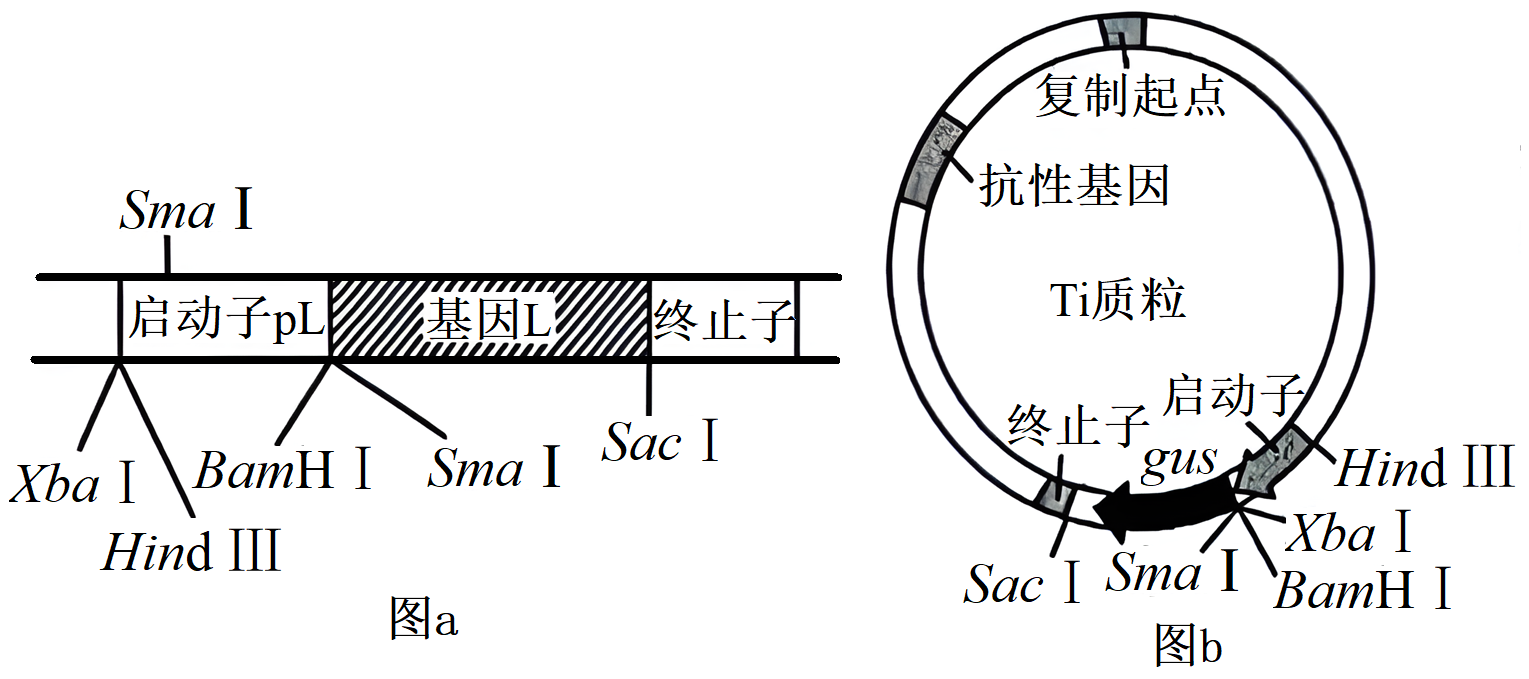 Sma Ⅰ
启动子pL
基因L
终止子
Xba Ⅰ
Hind Ⅲ
BamH Ⅰ
Sma Ⅰ
Sac Ⅰ
图a
复制起点
抗性基因
Ti质粒
启动子
终止子
gus
Hind Ⅲ
Xba Ⅰ
BamH Ⅰ
Sma Ⅰ
Sac Ⅰ
图b